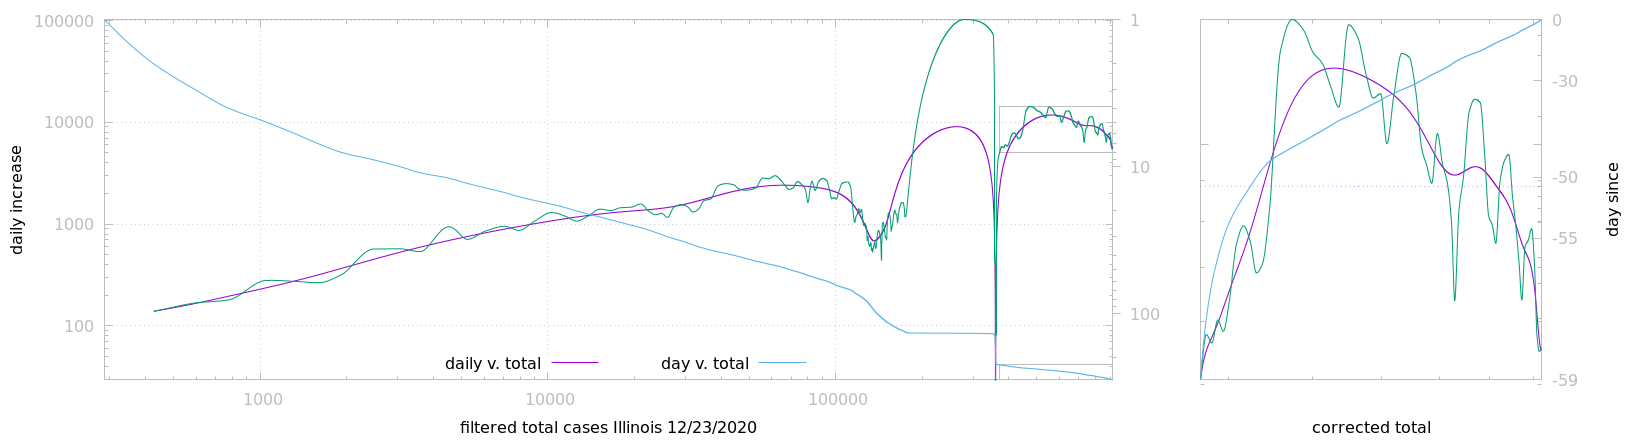 100000
10000
1000
100
daily increase
1000
10000
100000
filtered total cases Illinois 12/23/2020
daily v. total
day v. total
1
10
100
corrected total
0
-30
-50
-55
-59
day since